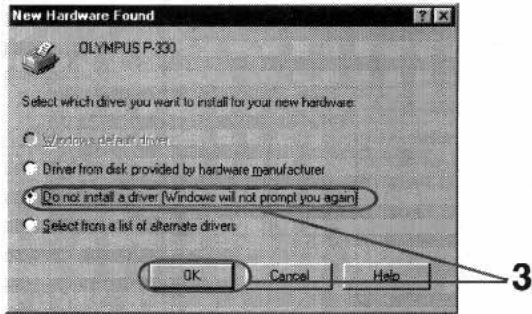 New Hardware Found
OLYMPUS P-330
Select which driver you want to install for your new hardware:
Windows default driver
Driver from disk provided by hardware manufacturer
Do not install a driver (Windows will not prompt you again)
Select from a list of alternate drivers
OK Cancel Help
3